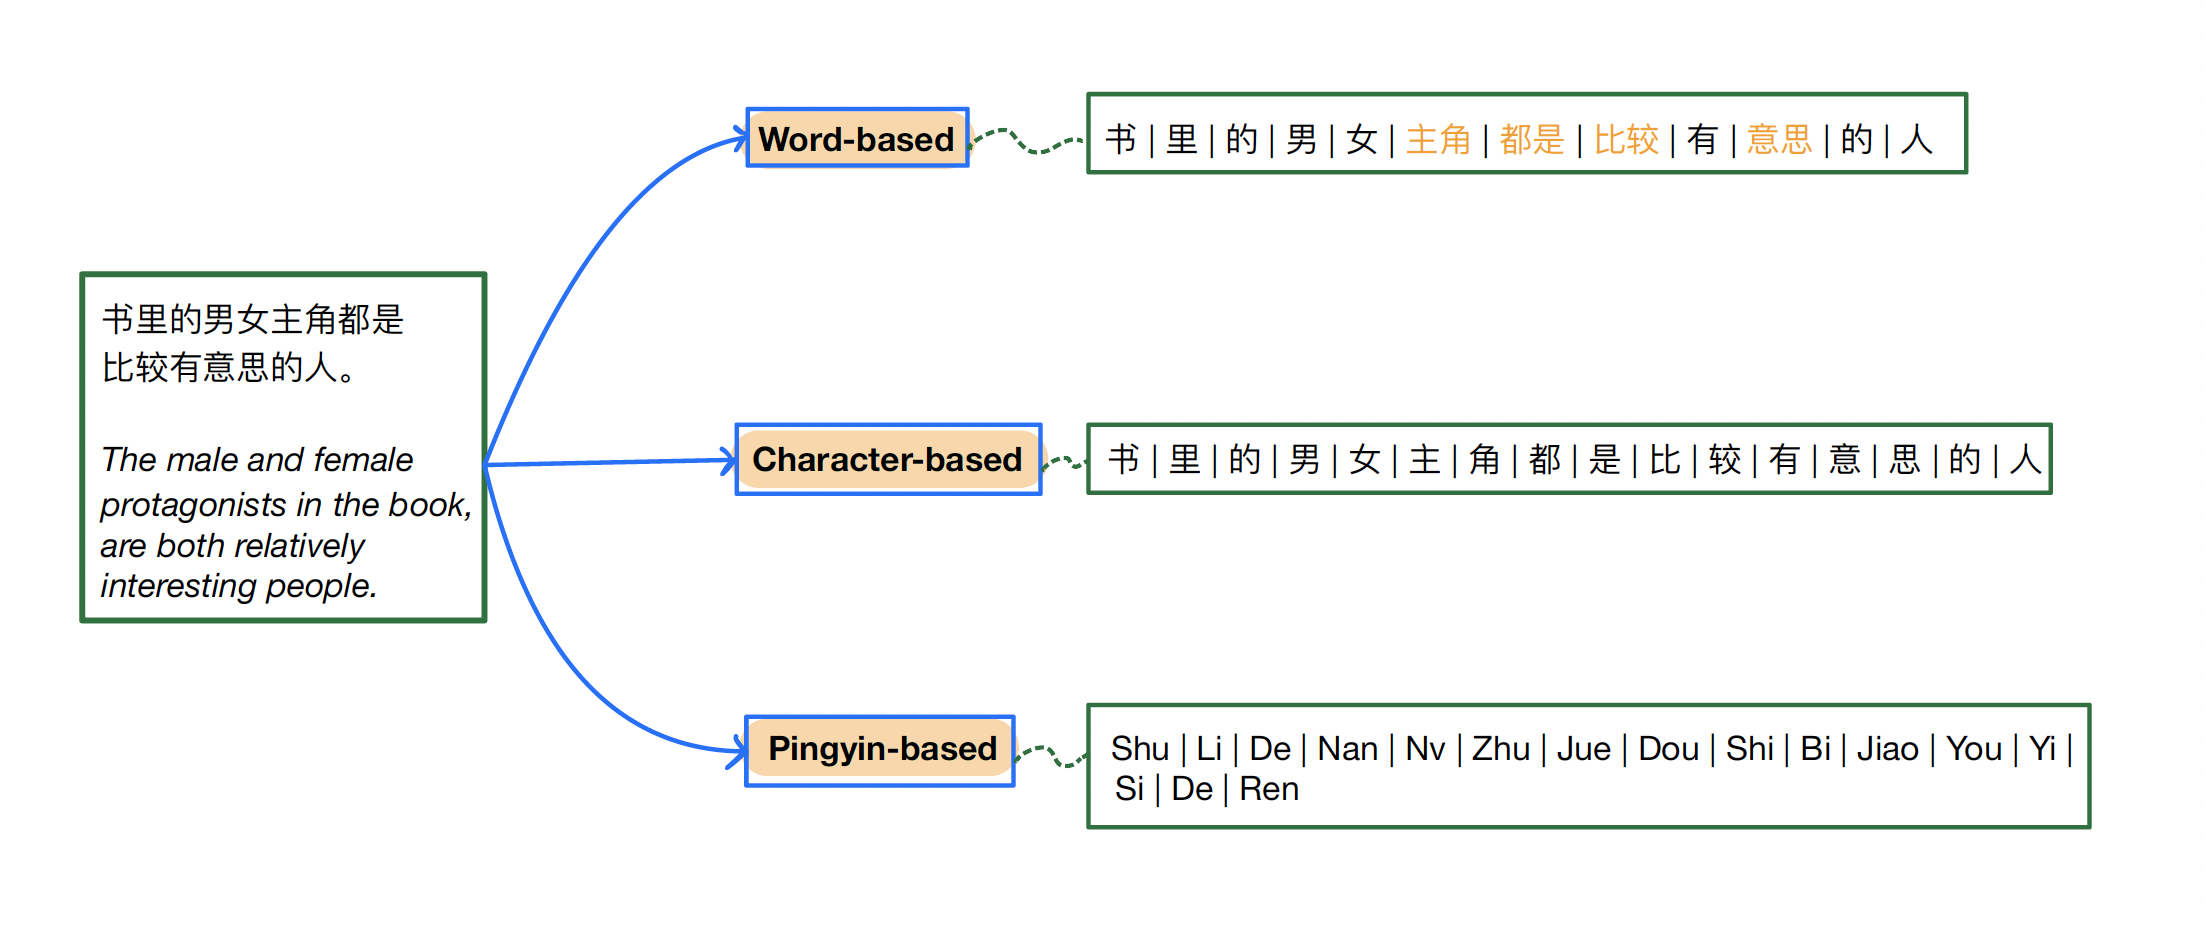 书里的男女主角都是
比较有意思的人。
The male and female
protagonists in the book,
are both relatively
interesting people.
Word-based
书 | 里 | 的 | 男 | 女 | 主角 | 都是 | 比较 | 有 | 意思 | 的 | 人
Character-based
书 | 里 | 的 | 男 | 女 | 主 | 角 | 都 | 是 | 比 | 较 | 有 | 意 | 思 | 的 | 人
Pingyin-based
Shu | Li | De | Nan | Nv | Zhu | Jue | Dou | Shi | Bi | Jiao | You | Yi |
Si | De | Ren